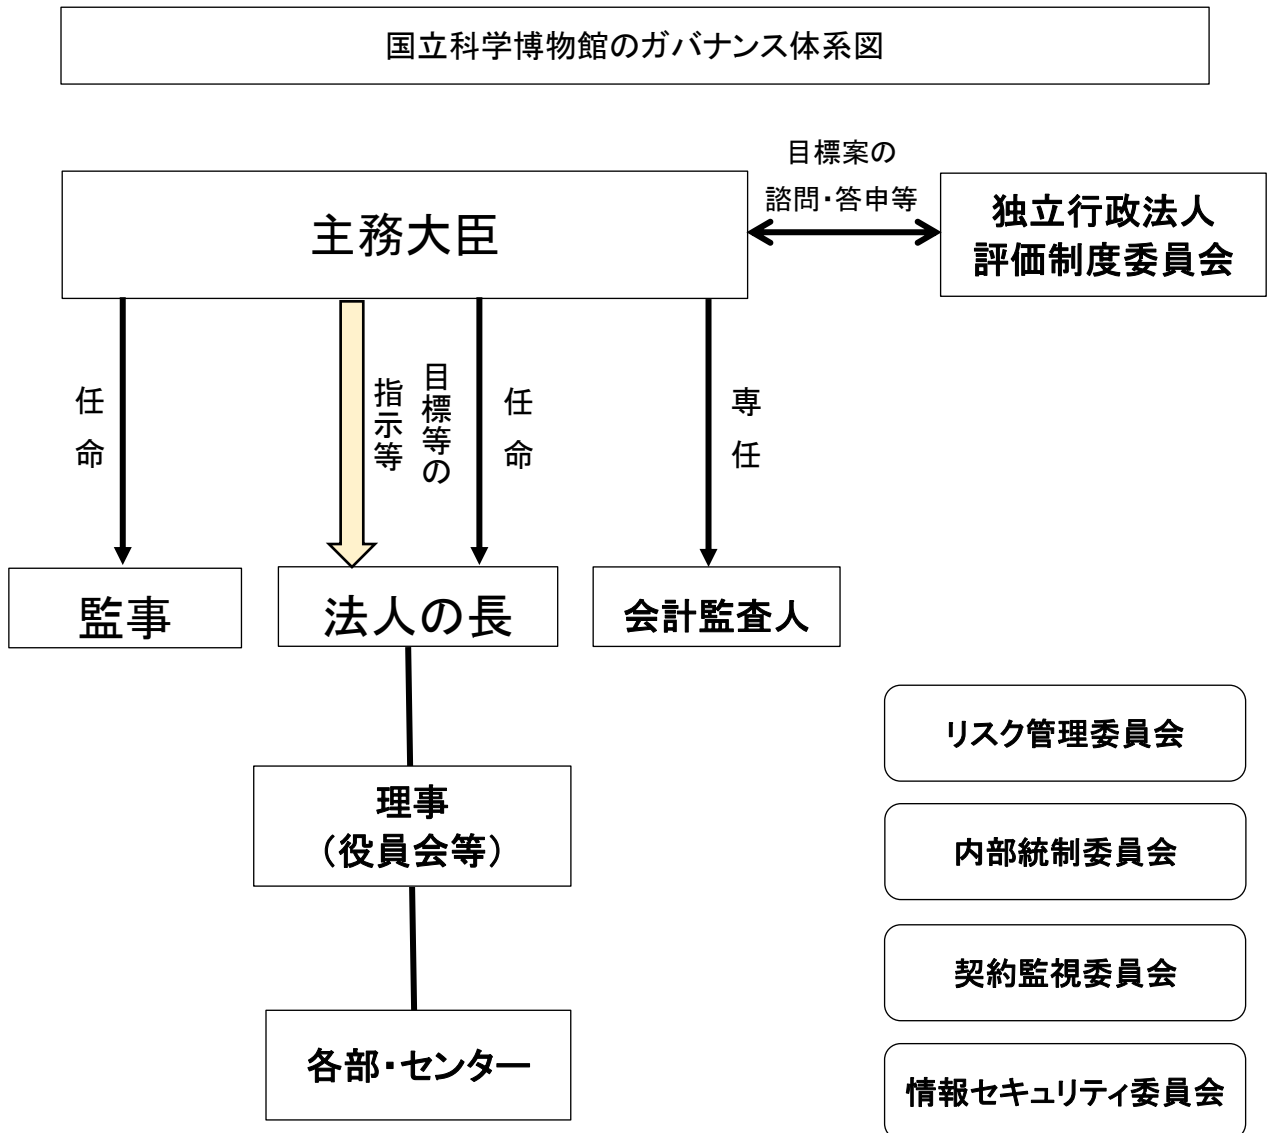 国立科学博物館のガバナンス体系図
目標案の
諮問・答申等
主務大臣
独立行政法人
評価制度委員会
任命
目標等の
指示等
任命
専任
監事
法人の長
会計監査人
理事
（役員会等）
各部・センター
リスク管理委員会
内部統制委員会
契約監視委員会
情報セキュリティ委員会